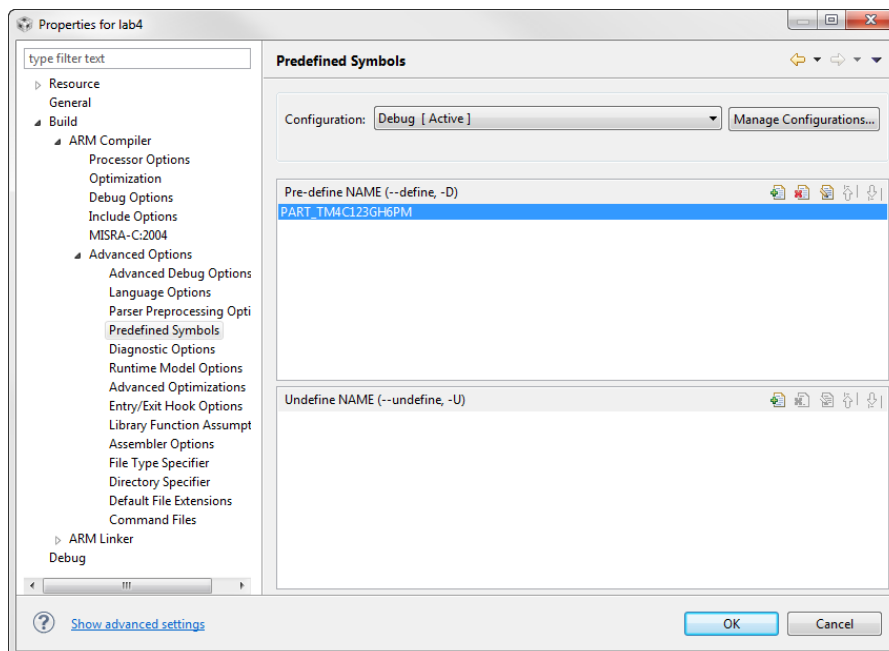 Properties for lab4
type filter text
Resource
General
Build
ARM Compiler
Processor Options
Optimization
Debug Options
Include Options
MISRA-C:2004
Advanced Options
Advanced Debug Options
Language Options
Parser Preprocessing Opti
Predefined Symbols
Diagnostic Options
Runtime Model Options
Advanced Optimizations
Entry/Exit Hook Options
Library Function Assumpt
Assembler Options
File Type Specifier
Directory Specifier
Default File Extensions
Command Files
ARM Linker
Debug
Predefined Symbols
Configuration: Debug [ Active ] Manage Configurations...
Pre-define NAME (--define, -D)
PART_TM4C123GH6PM
Undefine NAME (--undefine, -U)
Show advanced settings
OK Cancel